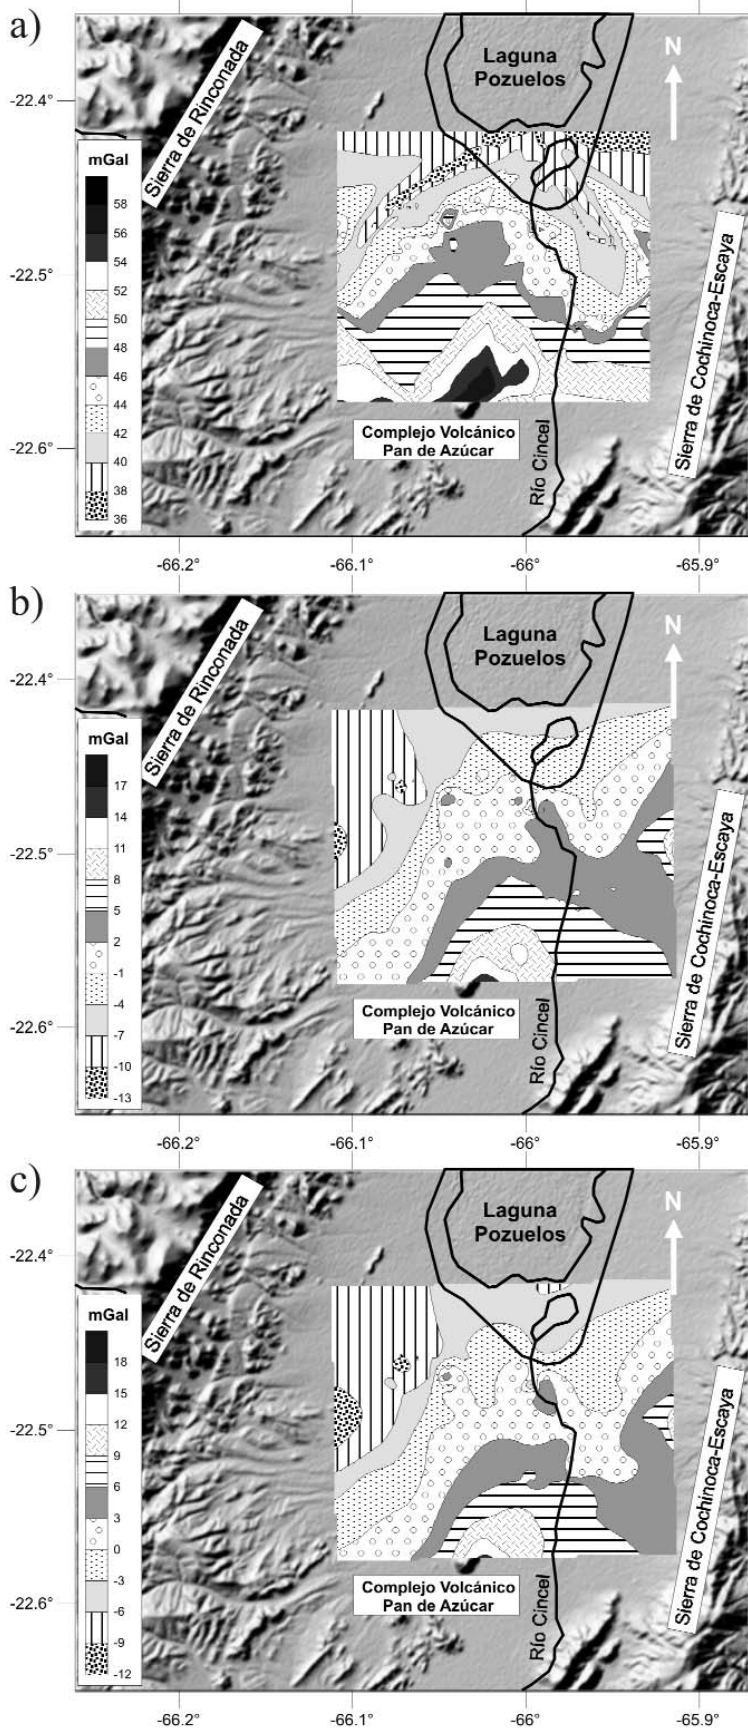 a)
Laguna
Pozuelos
N
Sierra de Rinconada
Sierra de Cochinoca-Escaya
-22.4°
-22.5°
-22.6°
mGal
58
56
54
52
50
48
46
44
42
40
38
36
Complejo Volcánico
Pan de Azúcar
Río Cincel
-66.2°
-66.1°
-66°
-65.9°
b)
Laguna
Pozuelos
N
Sierra de Rinconada
Sierra de Cochinoca-Escaya
-22.4°
-22.5°
-22.6°
mGal
17
14
11
8
5
2
-1
-4
-7
-10
-13
Complejo Volcánico
Pan de Azúcar
Río Cincel
-66.2°
-66.1°
-66°
-65.9°
c)
Laguna
Pozuelos
N
Sierra de Rinconada
Sierra de Cochinoca-Escaya
-22.4°
-22.5°
-22.6°
mGal
18
15
12
9
6
3
0
-3
-6
-9
-12
Complejo Volcánico
Pan de Azúcar
Río Cincel
-66.2°
-66.1°
-66°
-65.9°